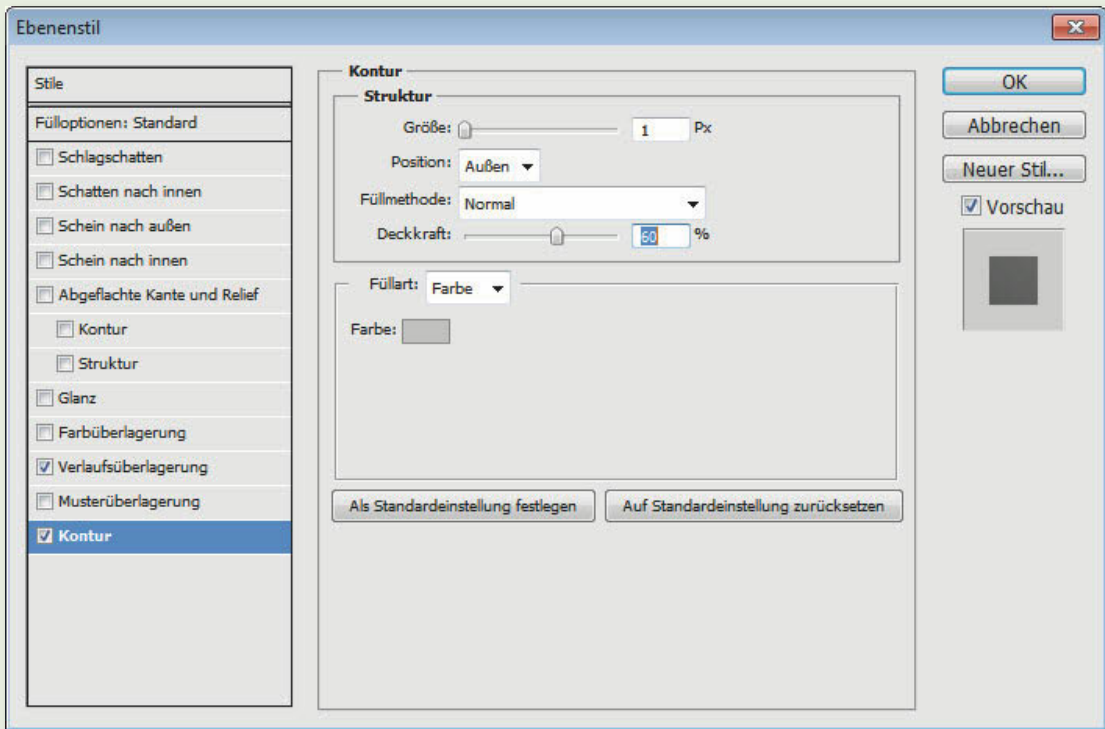 Ebenenstil
Stile
Fülloptionen: Standard
Schlagschatten
Schatten nach innen
Schein nach außen
Schein nach innen
Abgeflachte Kante und Relief
Kontur
Struktur
Glanz
Farbüberlagerung
Verlaufsüberlagerung
Musterüberlagerung
Kontur
Kontur
Struktur
Größe: 1 Px
Position: Außen
Füllmethode: Normal
Deckkraft: 60 %
Füllart: Farbe
Farbe:
Als Standardeinstellung festlegen Auf Standardeinstellung zurücksetzen
OK
Abbrechen
Neuer Stil...
Vorschau